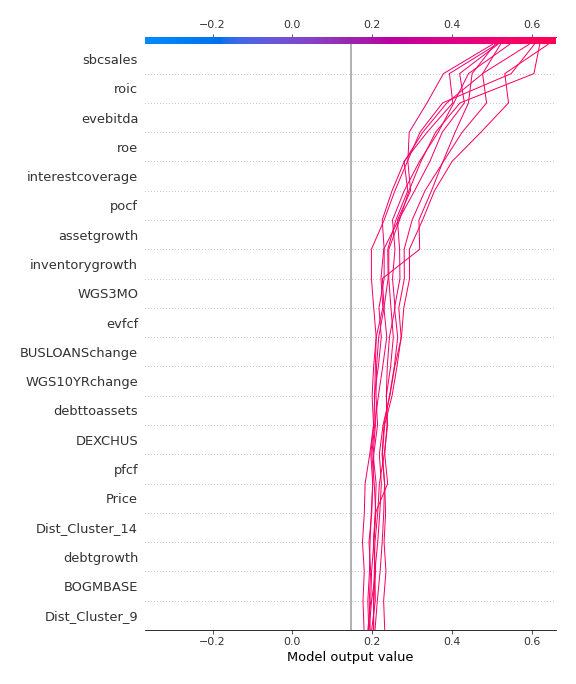 −0.2 0.0 0.2 0.4 0.6
sbcsales
roic
evebitda
roe
interestcoverage
pocf
assetgrowth
inventorygrowth
WGS3MO
evfcf
BUSLOANSchange
WGS10YRchange
debttoassets
DEXCHUS
pfcf
Price
Dist_Cluster_14
debtgrowth
BOGMBASE
Dist_Cluster_9
−0.2 0.0 0.2 0.4 0.6
Model output value